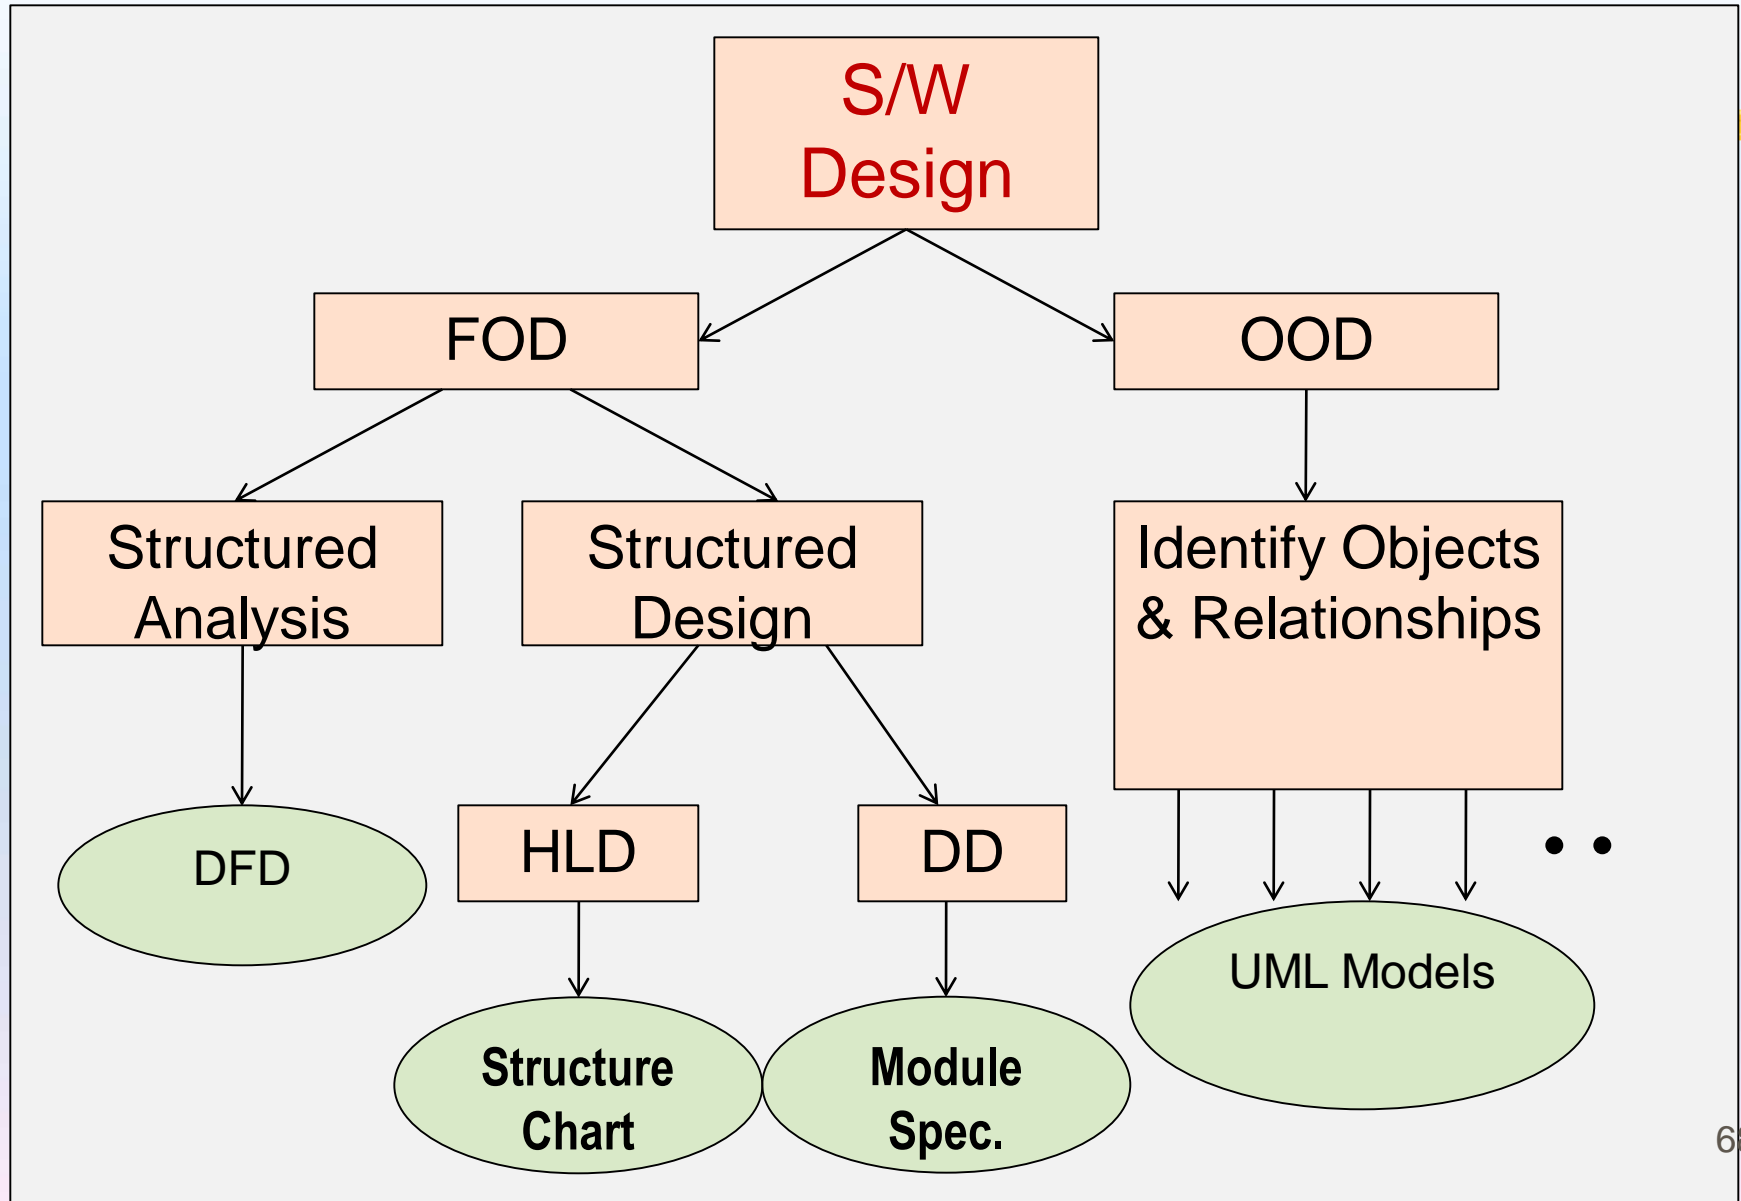 S/W
Design
FOD
OOD
Structured
Analysis
Structured
Design
Identify Objects
& Relationships
DFD
HLD
DD
UML Models
Structure
Chart
Module
Spec.